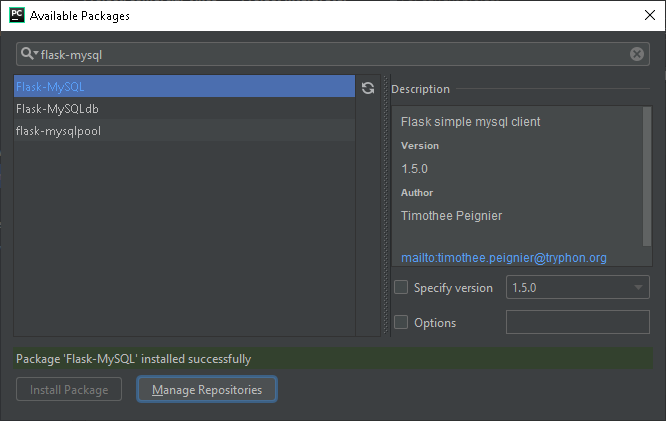 PC
Available Packages
flask-mysql
Flask-MySQL
Flask-MySQLdb
flask-mysqlpool
Description
Flask simple mysql client
Version
1.5.0
Author
Timothee Peignier
mailto:timothee.peignier@tryphon.org
Specify version
1.5.0
Options
Package 'Flask-MySQL' installed successfully
Install Package
Manage Repositories